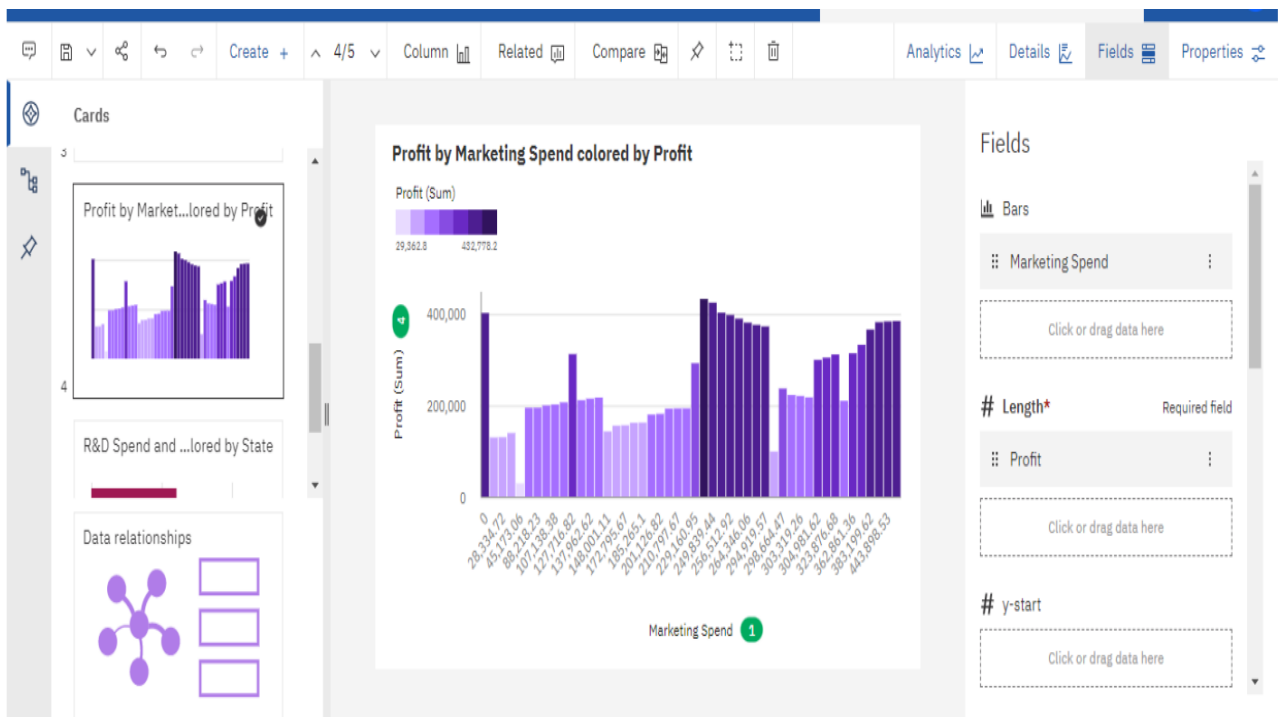 Create +
4/5
Column
Related
Compare
Analytics
Details
Fields
Properties
Cards
3
Profit by Market...lored by Profit
4
R&D Spend and ...lored by State
Data relationships
Profit by Marketing Spend colored by Profit
Profit (Sum)
29,362.8 432,778.2
4
Profit (Sum)
400,000
200,000
0
0
28,334.72
45,173.06
88,218.23
107,138.38
127,716.82
137,962.62
148,001.11
172,795.67
185,265.1
201,126.82
210,797.67
229,160.95
249,839.44
256,512.92
264,346.06
294,919.57
298,664.47
303,319.26
304,981.62
323,876.68
362,861.36
383,199.62
443,898.53
Marketing Spend 1
Fields
Bars
Marketing Spend
Click or drag data here
# Length* Required field
Profit
Click or drag data here
# y-start
Click or drag data here